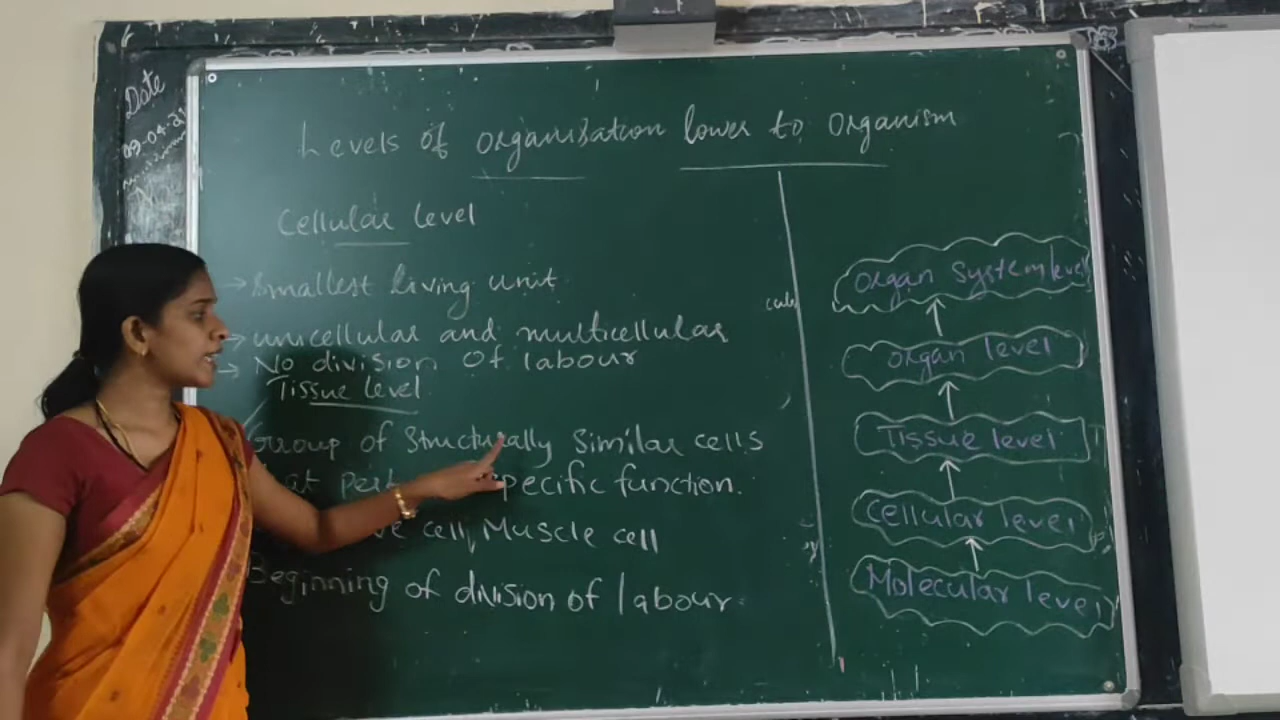 Date
09-04-21
Levels of organisation lower to organism
Cellular level
→ Smallest living unit
→ unicellular and multicellular
→ No division of labour
Tissue level
Group of structurally similar cells
specific function.
cell, Muscle cell
Beginning of division of labour.
Organ system level
Organ level
Tissue level
Cellular level
Molecular level